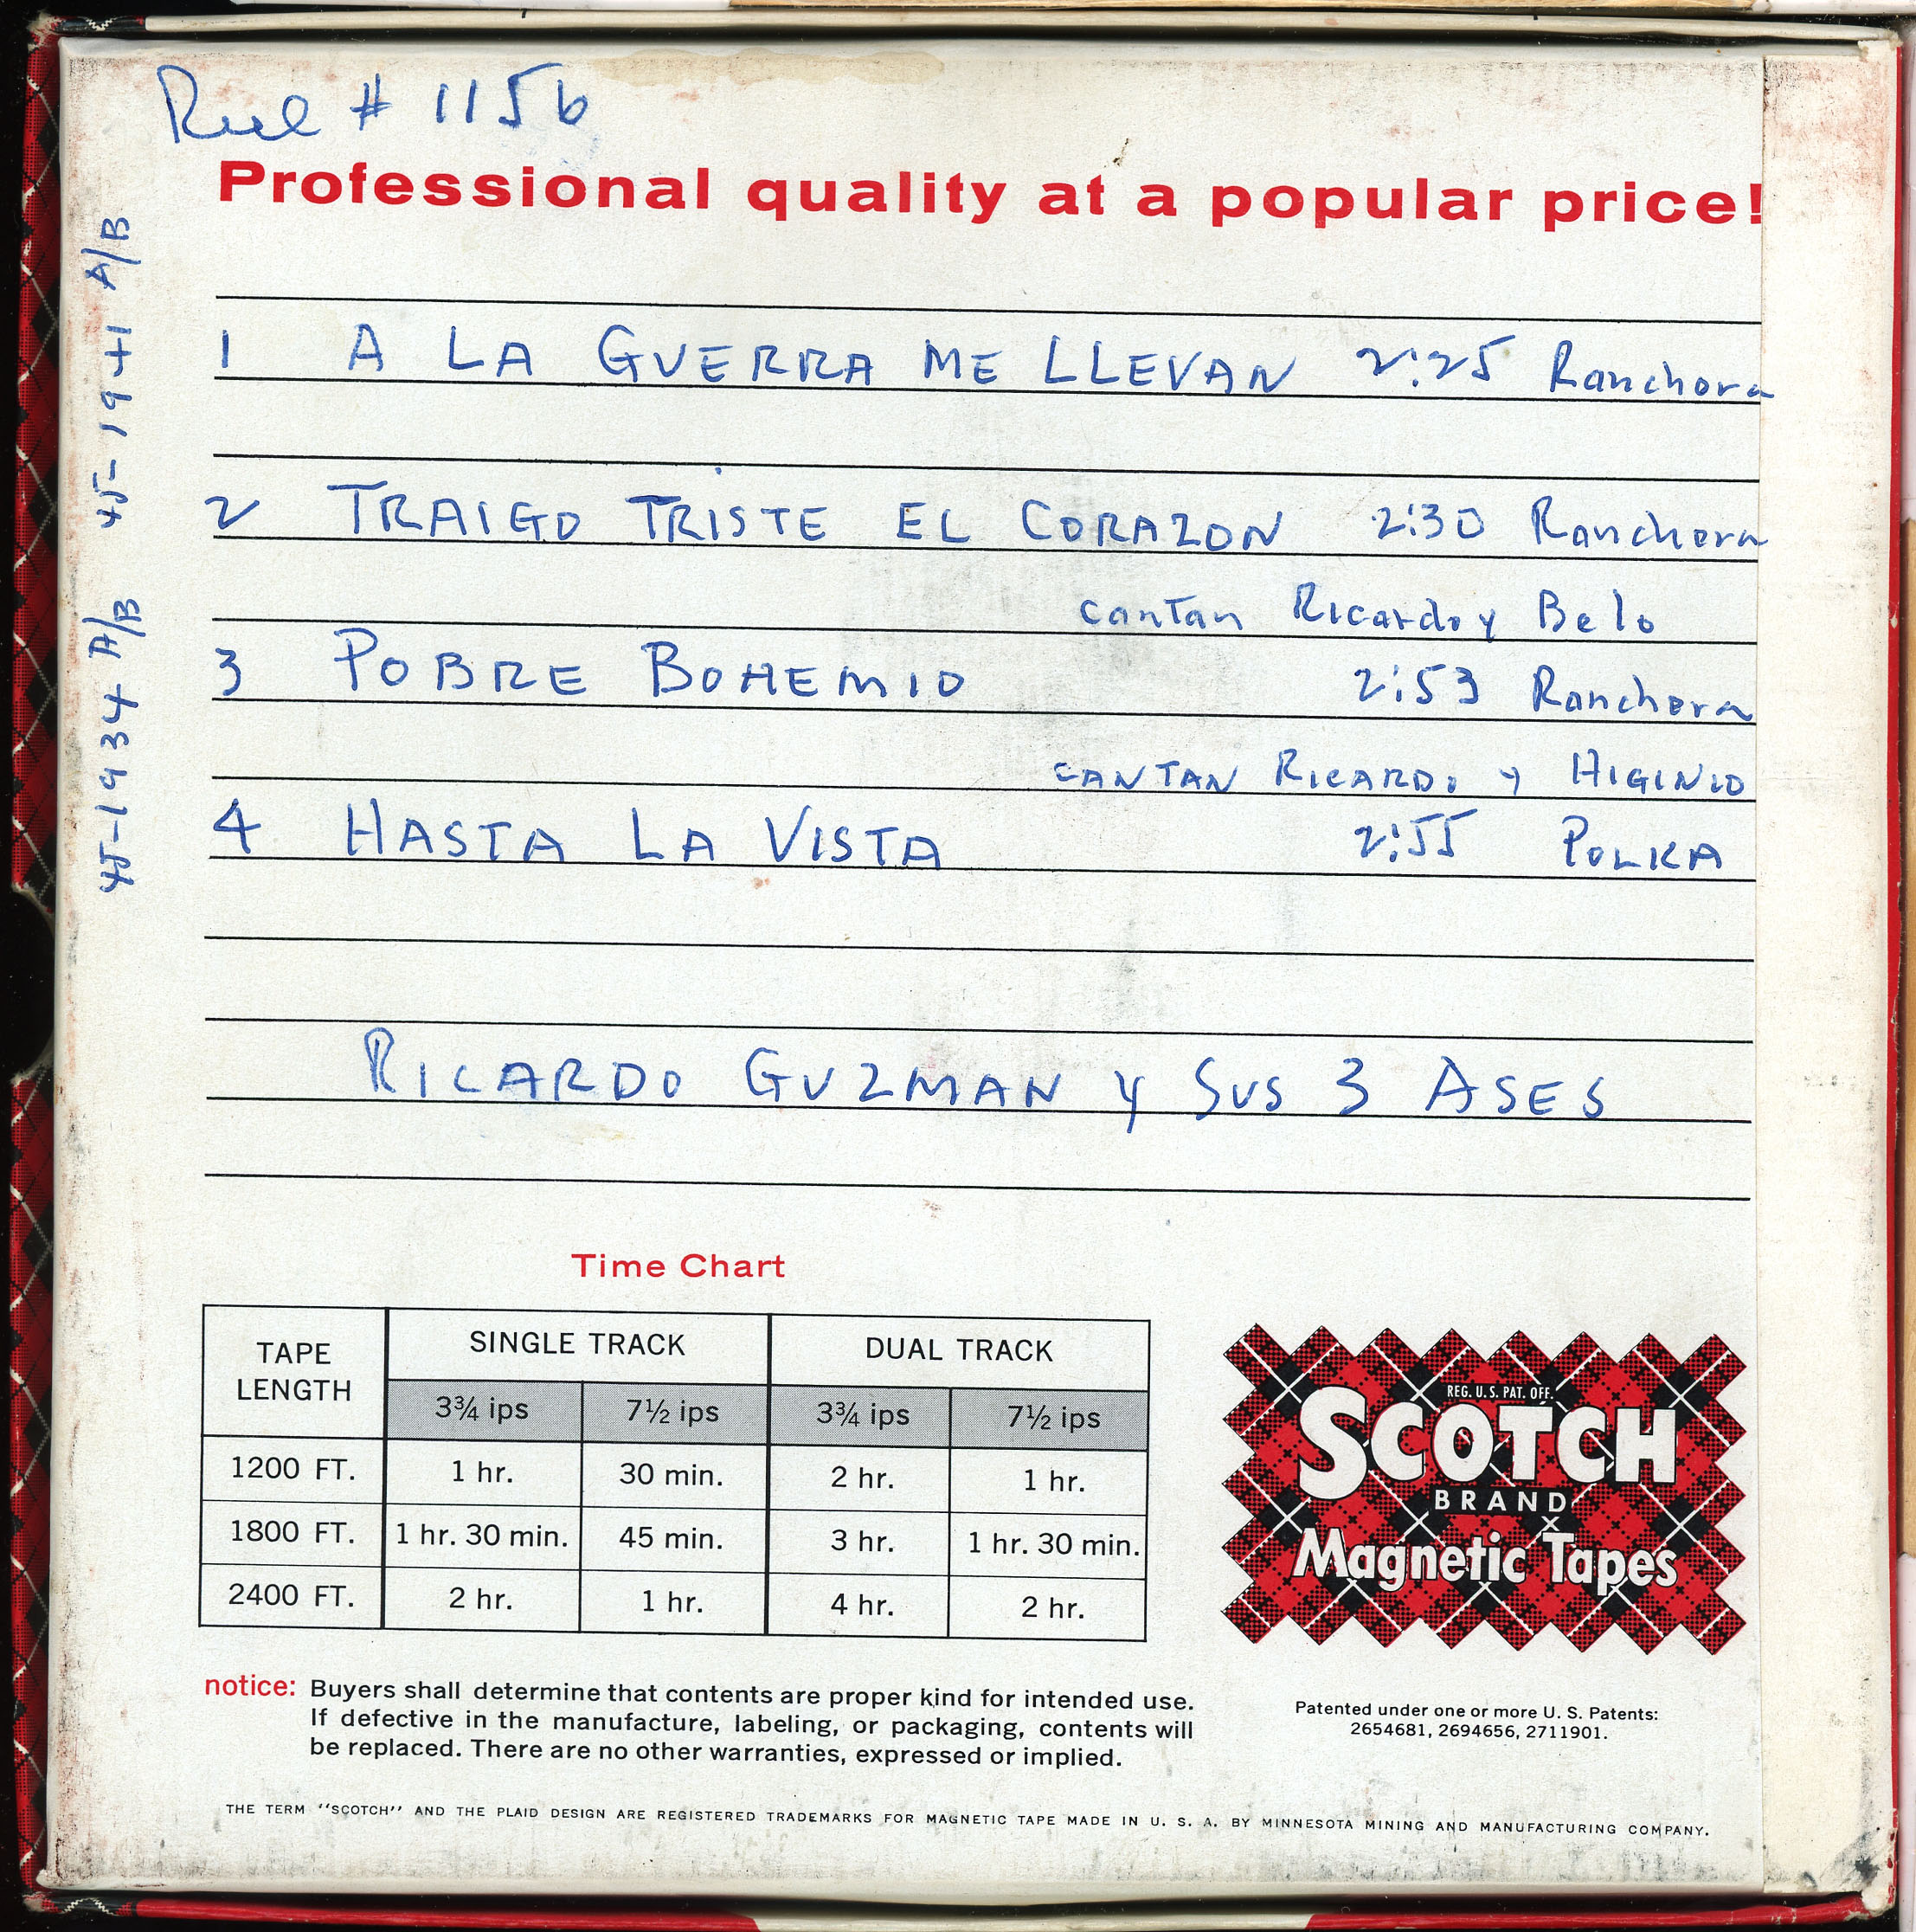 Reel # 1156
Professional quality at a popular price!
45-1934 A/B 45-1941 A/B
1 A LA GUERRA ME LLEVAN 2:25 Ranchera
2 TRAIGO TRISTE EL CORAZON 2:30 Ranchera
cantan Ricardo y Belo
3 POBRE BOHEMIO 2:53 Ranchera
CANTAN RICARDO y HIGINIO
4 HASTA LA VISTA 2:55 POLKA
RICARDO GUZMAN y SUS 3 ASES
Time Chart
TAPE LENGTH SINGLE TRACK DUAL TRACK
3¾ ips 7½ ips 3¾ ips 7½ ips
1200 FT. 1 hr. 30 min. 2 hr. 1 hr.
1800 FT. 1 hr. 30 min. 45 min. 3 hr. 1 hr. 30 min.
2400 FT. 2 hr. 1 hr. 4 hr. 2 hr.
REG. U. S. PAT. OFF.
SCOTCH
BRAND
Magnetic Tapes
notice: Buyers shall determine that contents are proper kind for intended use.
If defective in the manufacture, labeling, or packaging, contents will
be replaced. There are no other warranties, expressed or implied.
Patented under one or more U. S. Patents:
2654681, 2694656, 2711901.
THE TERM "SCOTCH" AND THE PLAID DESIGN ARE REGISTERED TRADEMARKS FOR MAGNETIC TAPE MADE IN U. S. A. BY MINNESOTA MINING AND MANUFACTURING COMPANY.